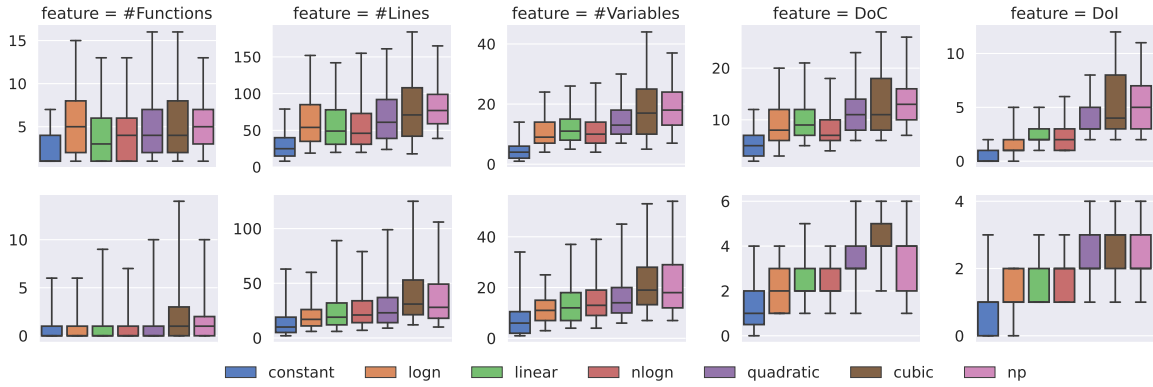 feature = #Functions feature = #Lines feature = #Variables feature = DoC feature = DoI
15 10 5
150 100 50 0
40 20 0
20 10
10 5 0
10 5 0
100 50 0
40 20 0
6 4 2 0
4 2 0
constant logn linear nlogn quadratic cubic np